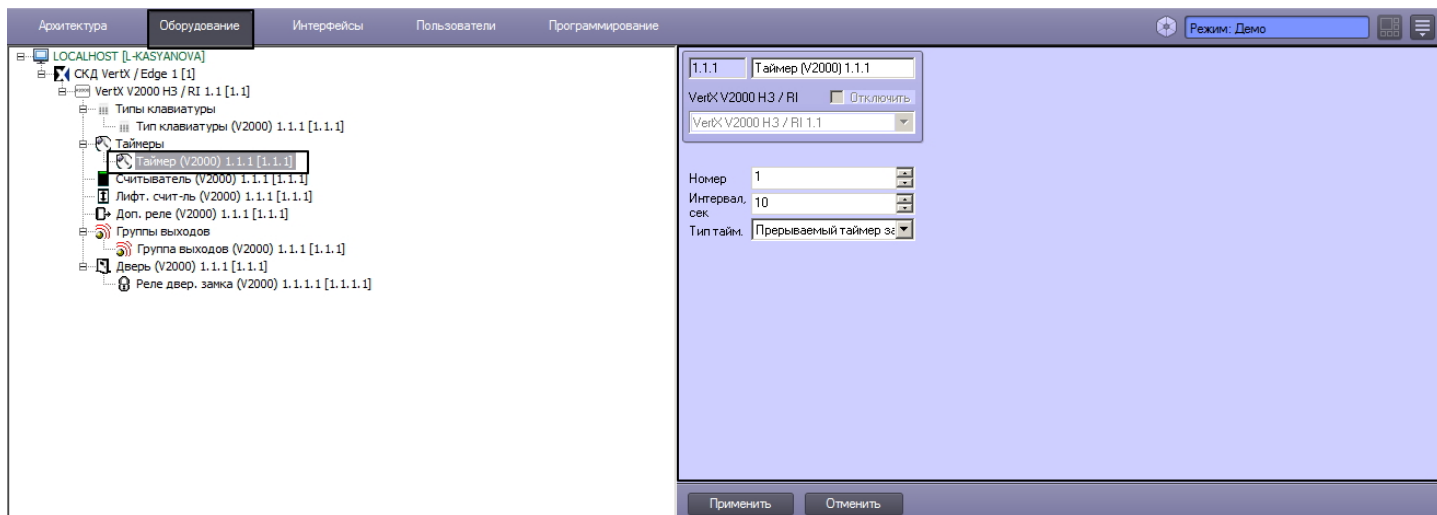 Архитектура Оборудование Интерфейсы Пользователи Программирование Режим: Демо
LOCALHOST [L-KASYANOVA]
СКД VertX / Edge 1 [1]
VertX V2000 H3 / RI 1.1 [1.1]
Типы клавиатуры
Тип клавиатуры (V2000) 1.1.1 [1.1.1]
Таймеры
Таймер (V2000) 1.1.1 [1.1.1]
Считыватель (V2000) 1.1.1 [1.1.1]
Лифт. счит-ль (V2000) 1.1.1 [1.1.1]
Доп. реле (V2000) 1.1.1 [1.1.1]
Группы выходов
Группа выходов (V2000) 1.1.1 [1.1.1]
Дверь (V2000) 1.1.1 [1.1.1]
Реле двер. замка (V2000) 1.1.1.1 [1.1.1.1]
1.1.1 Таймер (V2000) 1.1.1
VertX V2000 H3 / RI Отключить
VertX V2000 H3 / RI 1.1
Номер 1
Интервал, сек 10
Тип тайм. Прерываемый таймер за
Применить Отменить